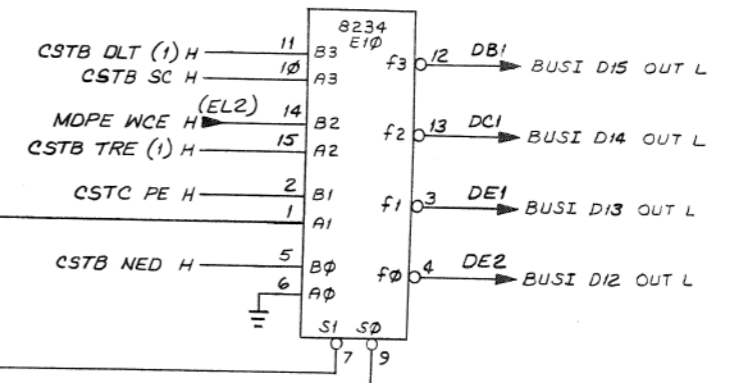 8234
E1Ø
CSTB DLT (1) H 11 B3
CSTB SC H 1Ø A3
f3 12 DB1 BUSI D15 OUT L
MDPE WCE H (EL2) 14 B2
CSTB TRE (1) H 15 A2
f2 13 DC1 BUSI D14 OUT L
CSTC PE H 2 B1
1 A1
f1 3 DE1 BUSI D13 OUT L
CSTB NED H 5 BØ
6 AØ
fØ 4 DE2 BUSI D12 OUT L
S1 SØ
7 9